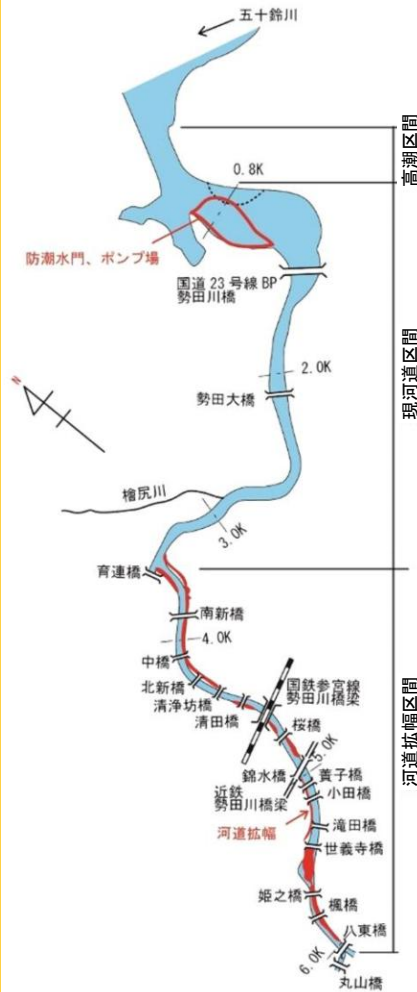 五十鈴川
高潮区間
0.8K
防潮水門、ポンプ場
国道23号線BP
勢田川橋
現河道区間
2.0K
勢田大橋
N
檜尻川
3.0K
育連橋
南新橋
4.0K
中橋
北新橋
国鉄参宮線
勢田川橋梁
清浄坊橋
清田橋
桜橋
河道拡幅区間
5.0K
錦水橋
簀子橋
近鉄
勢田川橋梁
小田橋
河道拡幅
滝田橋
世義寺橋
姫之橋
楓橋
八東橋
6.0K
丸山橋